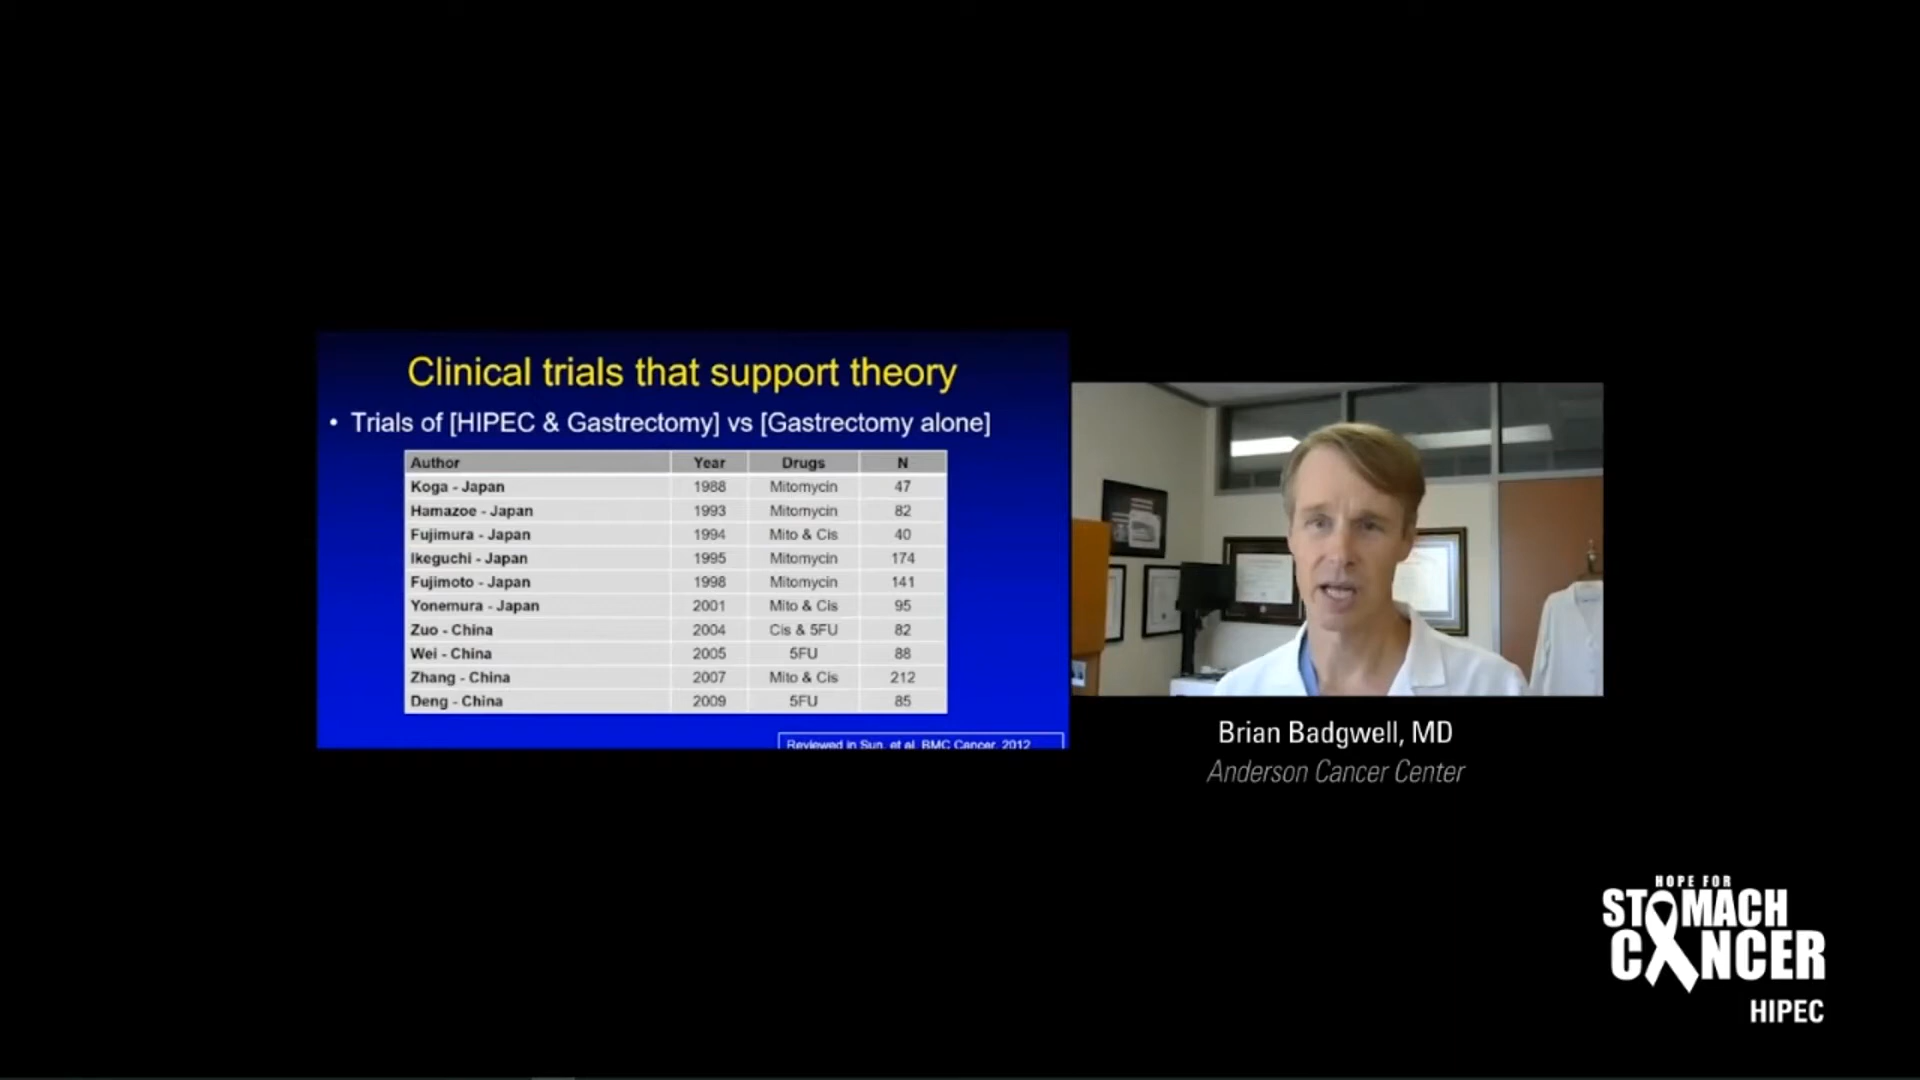 Clinical trials that support theory
• Trials of [HIPEC & Gastrectomy] vs [Gastrectomy alone]
Author Year Drugs N
Koga - Japan 1988 Mitomycin 47
Hamazoe - Japan 1993 Mitomycin 82
Fujimura - Japan 1994 Mito & Cis 40
Ikeguchi - Japan 1995 Mitomycin 174
Fujimoto - Japan 1998 Mitomycin 141
Yonemura - Japan 2001 Mito & Cis 95
Zuo - China 2004 Cis & 5FU 82
Wei - China 2005 5FU 88
Zhang - China 2007 Mito & Cis 212
Deng - China 2009 5FU 85
Reviewed in Sun, et al. BMC Cancer, 2012
Brian Badgwell, MD
Anderson Cancer Center
HOPE FOR
STOMACH
CANCER
HIPEC